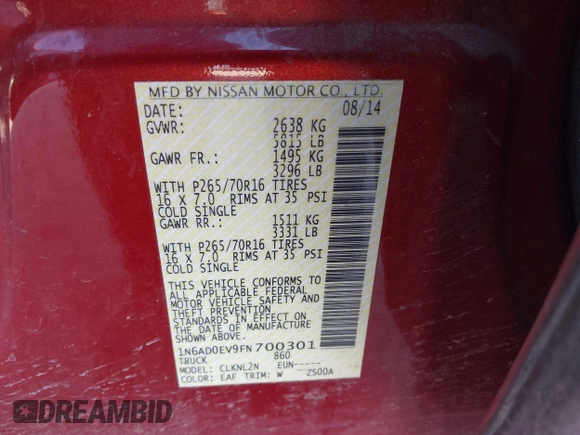 MFD BY NISSAN MOTOR CO., LTD.
DATE: 08/14
GVWR: 2638 KG
5815 LB
GAWR FR.: 1495 KG
3296 LB
WITH P265/70R16 TIRES
16 X 7.0 RIMS AT 35 PSI
COLD SINGLE
GAWR RR.: 1511 KG
3331 LB
WITH P265/70R16 TIRES
16 X 7.0 RIMS AT 35 PSI
COLD SINGLE
THIS VEHICLE CONFORMS TO
ALL APPLICABLE FEDERAL
MOTOR VEHICLE SAFETY AND
THEFT PREVENTION
STANDARDS IN EFFECT ON
THE DATE OF MANUFACTURE
SHOWN ABOVE.
1N6AD0EV9FN700301
TRUCK 860
MODEL: CLKNL2N EUN-----
COLOR: EAF TRIM: W -ZS00A
DREAMBID